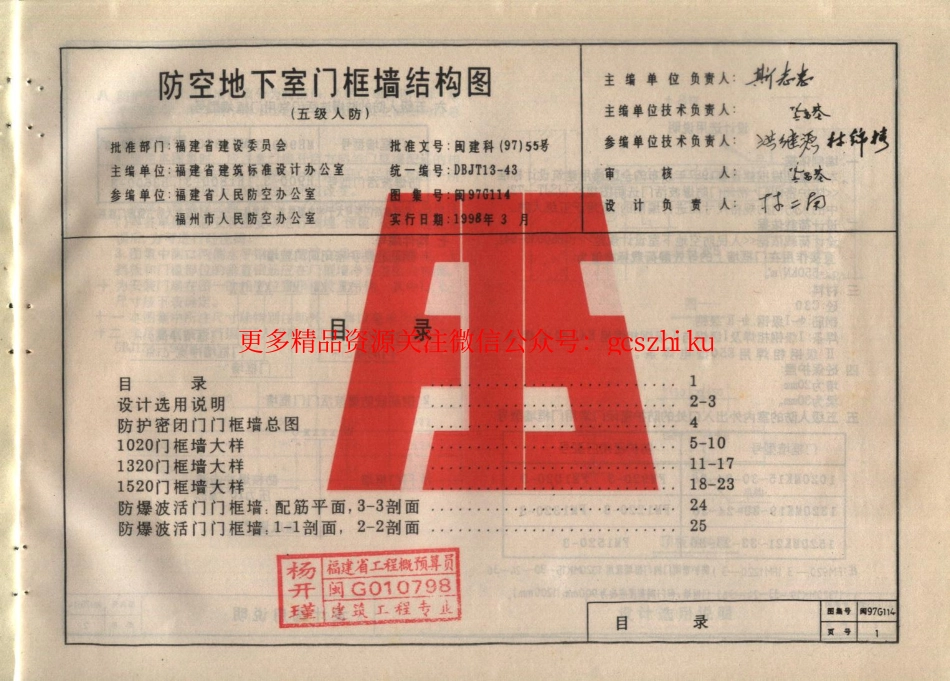 防空地下室门框墙结构图
(五级人防)
批准部门:福建省建设委员会
批准文号:闽建科(97)55号
主编单位:福建省建筑标准设计办公室
统一编号:DBJT13-43
参编单位:福建省人民防空办公室
图 集 号:闽97G114
福州市人民防空办公室
实行日期:1998年 3 月
主编单位负责人:
主编单位技术负责人:
参编单位技术负责人:
审 核 人:
设 计 负 责 人:
目 录
更多精品资源关注微信公众号:gcszhiku
目 录 1
设计选用说明 2-3
防护密闭门门框墙总图 4
1020门框墙大样 5-10
1320门框墙大样 11-17
1520门框墙大样 18-23
防爆波活门门框墙,配筋平面,3-3剖面 24
防爆波活门门框墙,1-1剖面,2-2剖面 25
杨开瑾
福建省工程概预算员
闽G010798
建筑工程专业
目 录
图集号 闽97G114
页 号 1